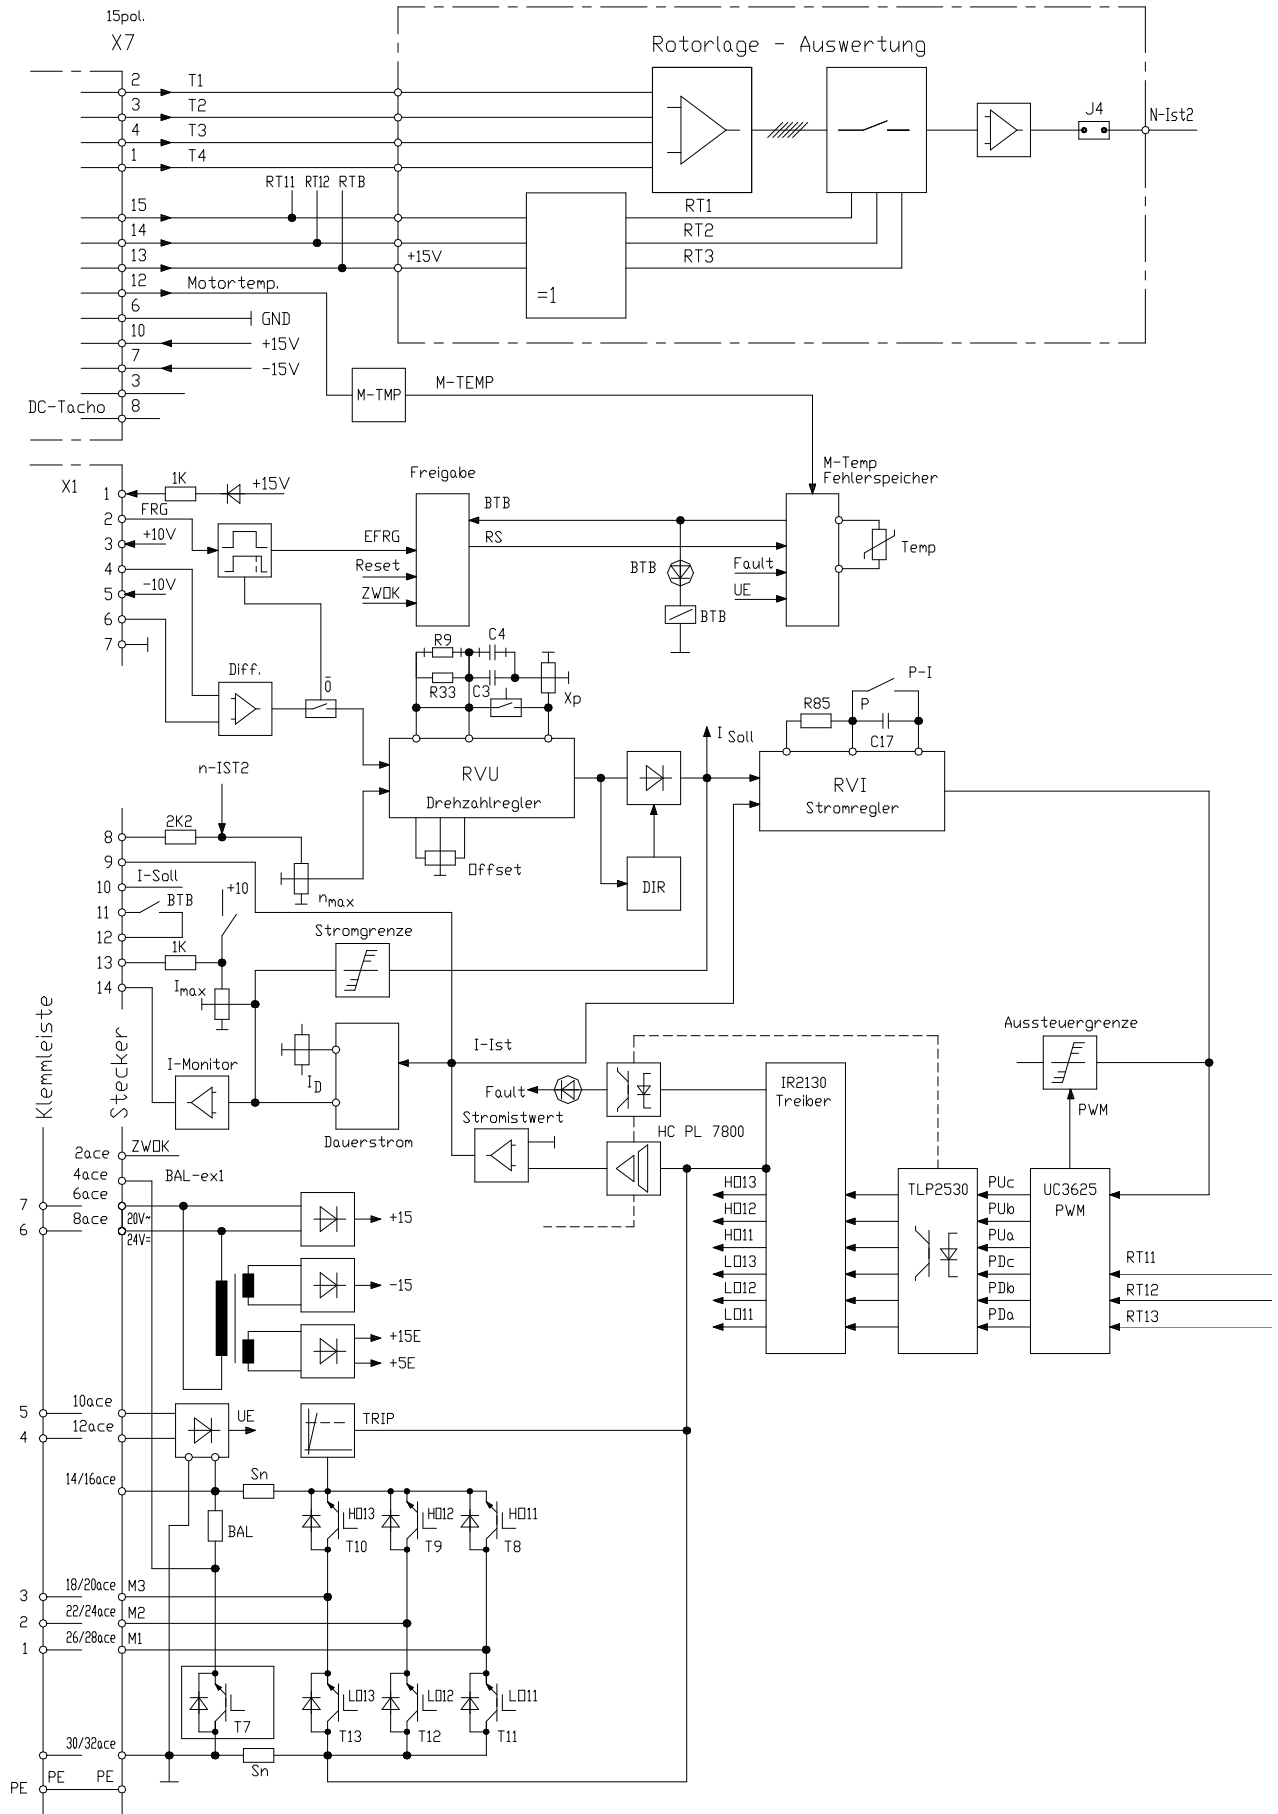 15pol.
X7
Rotorlage - Auswertung
2 T1
3 T2
4 T3
1 T4
J4
N-Ist2
RT11 RT12 RTB
15
14
13
+15V
RT1
RT2
RT3
=1
12 Motortemp.
6 GND
10 +15V
7 -15V
3
DC-Tacho 8
M-TMP
M-TEMP
X1
1 1K +15V
2 FRG
3 +10V
4
5 -10V
6
7
Freigabe
EFRG
Reset
ZWOK
BTB
RS
M-Temp
Fehlerspeicher
Fault
UE
Temp
BTB
BTB
Diff.
0
R9 C4
R33 C3
Xp
RVU
Drehzahlregler
Offset
I Soll
DIR
R85
P
P-I
C17
RVI
Stromregler
n-IST2
8 2K2
9
10 I-Soll
11 BTB
12
13 1K
14
+10
nmax
Imax
Stromgrenze
I-Monitor
ID
Dauerstrom
I-Ist
Fault
Stromistwert
HC PL 7800
IR2130
Treiber
Aussteuergrenze
PWM
TLP2530
UC3625
PWM
HO13
HO12
HO11
LO13
LO12
LO11
PUc
PUb
PUa
PDc
PDb
PDa
RT11
RT12
RT13
Klemmleiste
Stecker
2ace ZWOK
4ace BAL-ex1
7 6ace
6 8ace
20V~
24V=
+15
-15
+15E
+5E
5 10ace
4 12ace
UE
TRIP
14/16ace
Sn
BAL
HO13
T10
HO12
T9
HO11
T8
3 18/20ace M3
2 22/24ace M2
1 26/28ace M1
T7
LO13
T13
LO12
T12
LO11
T11
30/32ace
Sn
PE PE PE